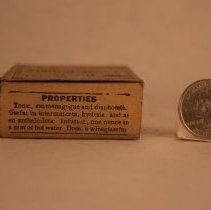 PROPERTIES
Tonic, emmenagogue and diaphoretic.
Useful in intermittents, hysteria and as
an anthelmintic. Infusion, one ounce to
a pint of hot water. Dose, a wineglassful